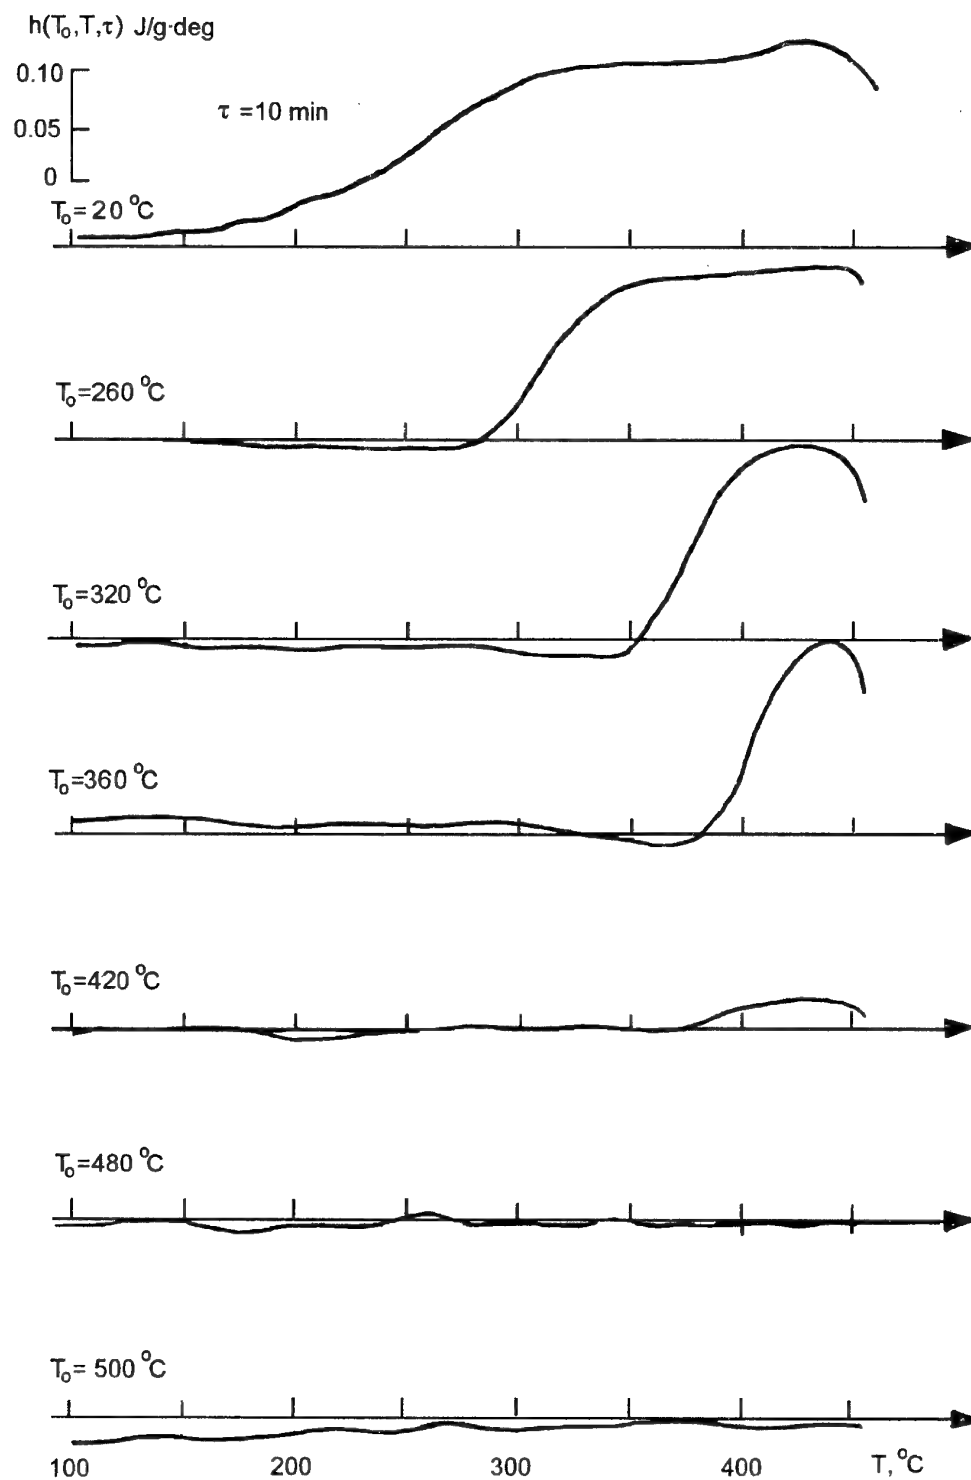 h(T₀,T,τ) J/g·deg
0.10
τ =10 min
0.05
0
T₀= 20 °C
T₀=260 °C
T₀=320 °C
T₀=360 °C
T₀=420 °C
T₀=480 °C
T₀= 500 °C
100 200 300 400 T, °C